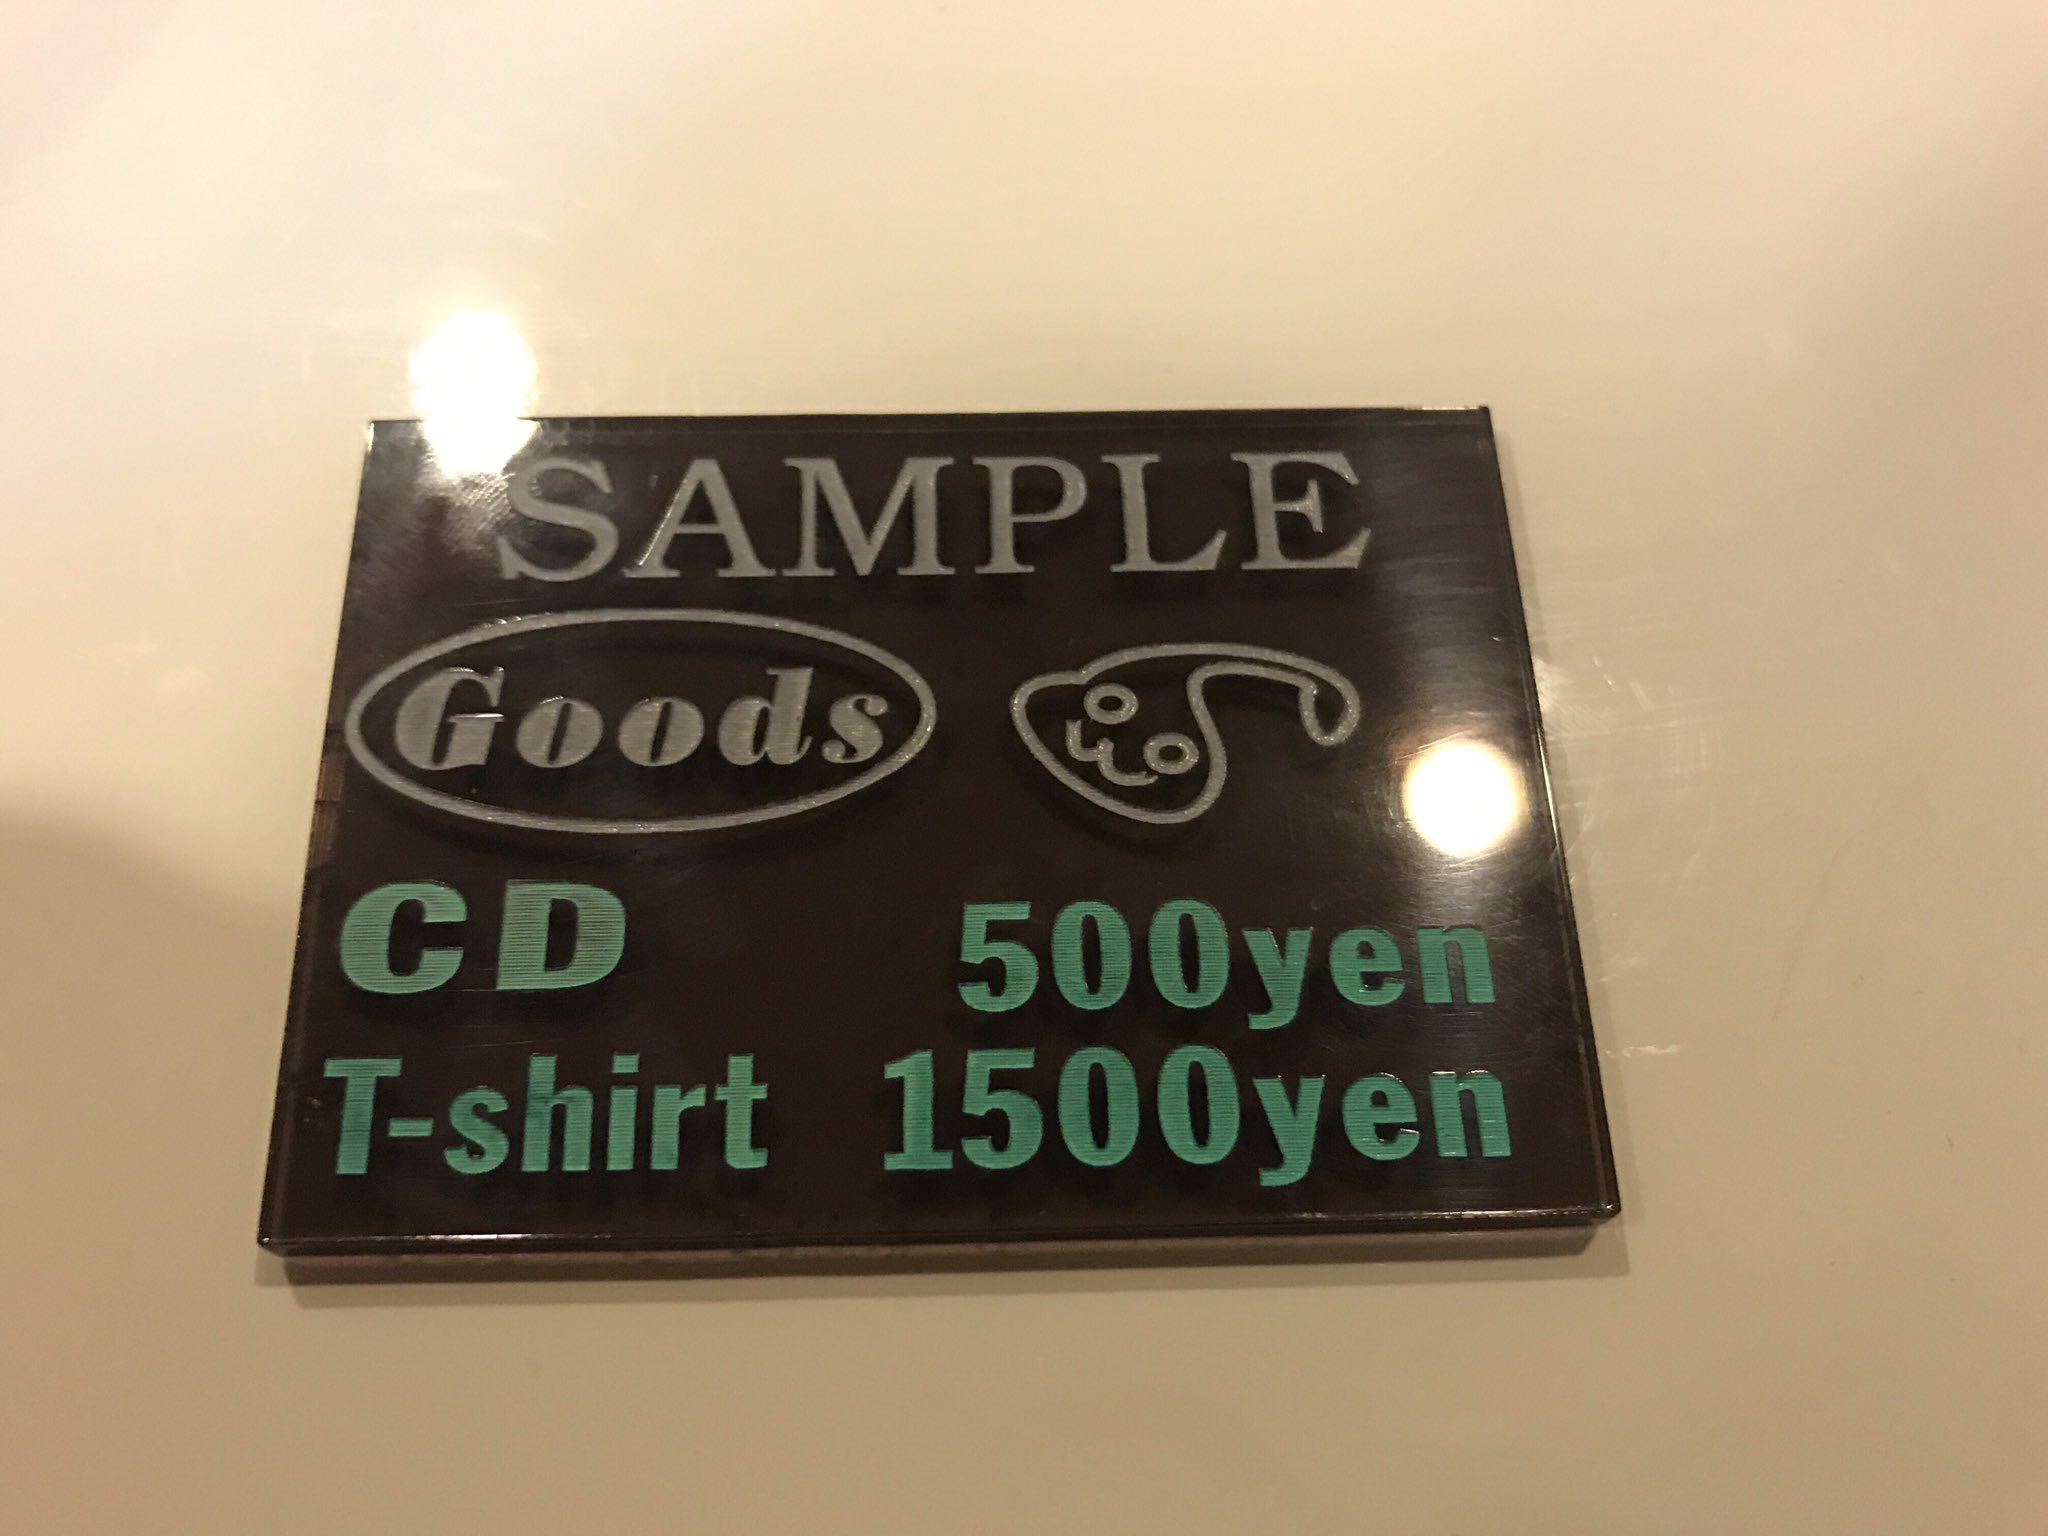 SAMPLE
Goods
CD 500yen
T-shirt 1500yen